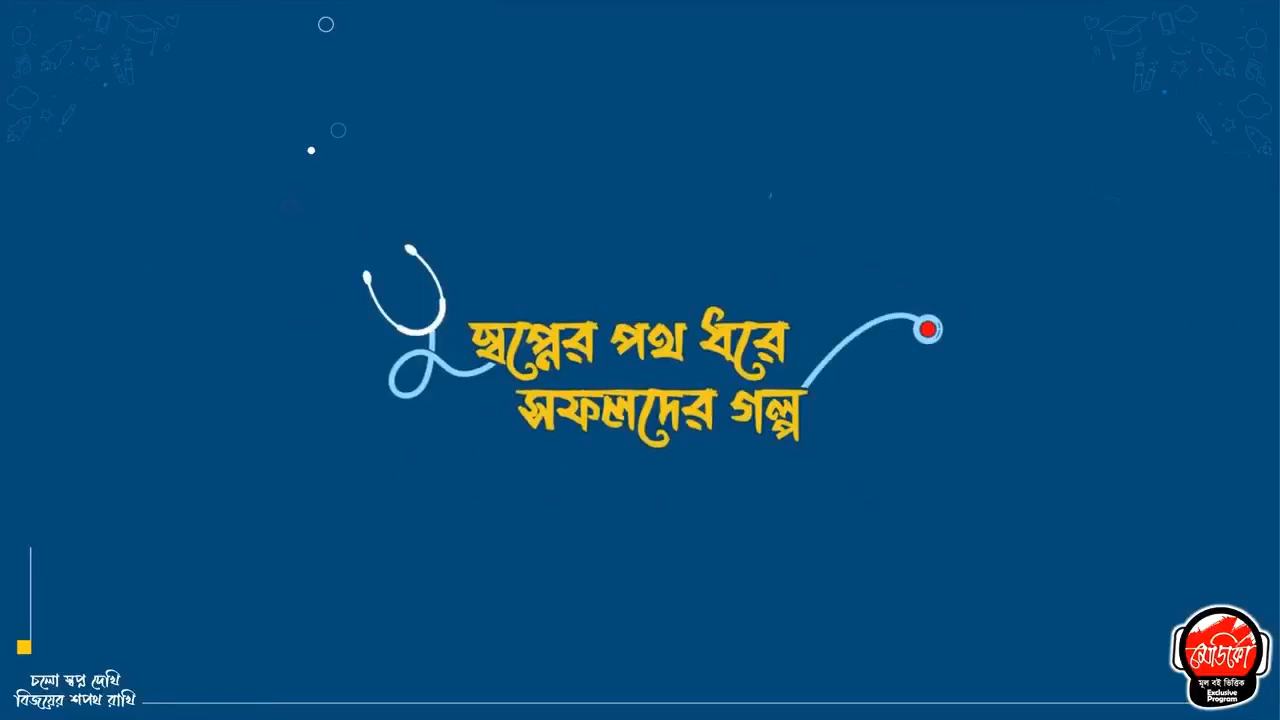 স্বপ্নের পথ ধরে
সফলদের গল্প
চলো স্বপ্ন দেখি
বিজয়ের শপথ রাখি
মেডিকো
মূল বই ভিত্তিক
Exclusive
Program